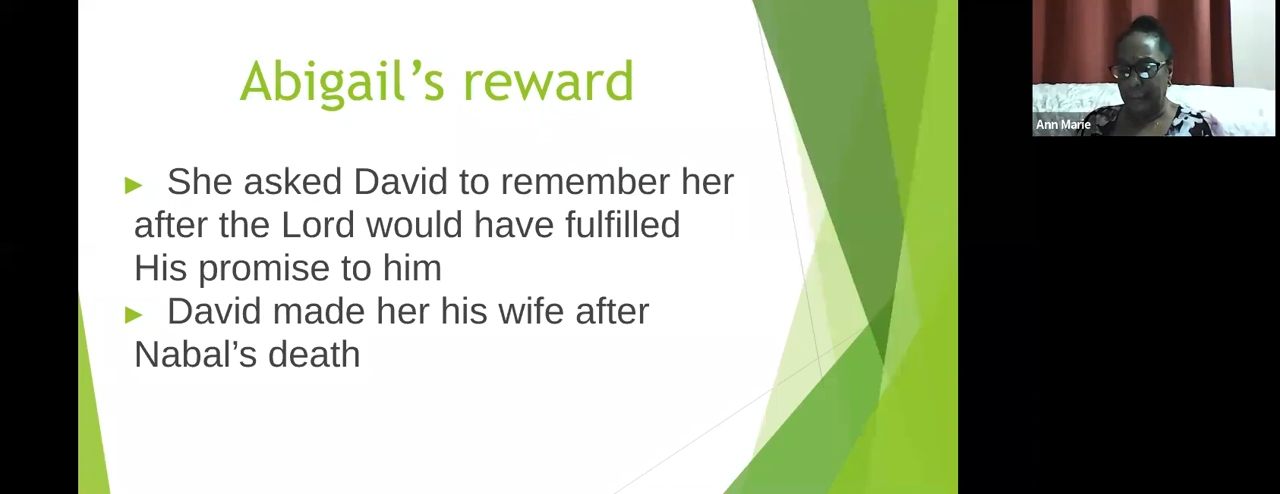 Abigail’s reward
► She asked David to remember her
after the Lord would have fulfilled
His promise to him
► David made her his wife after
Nabal’s death
Ann Marie